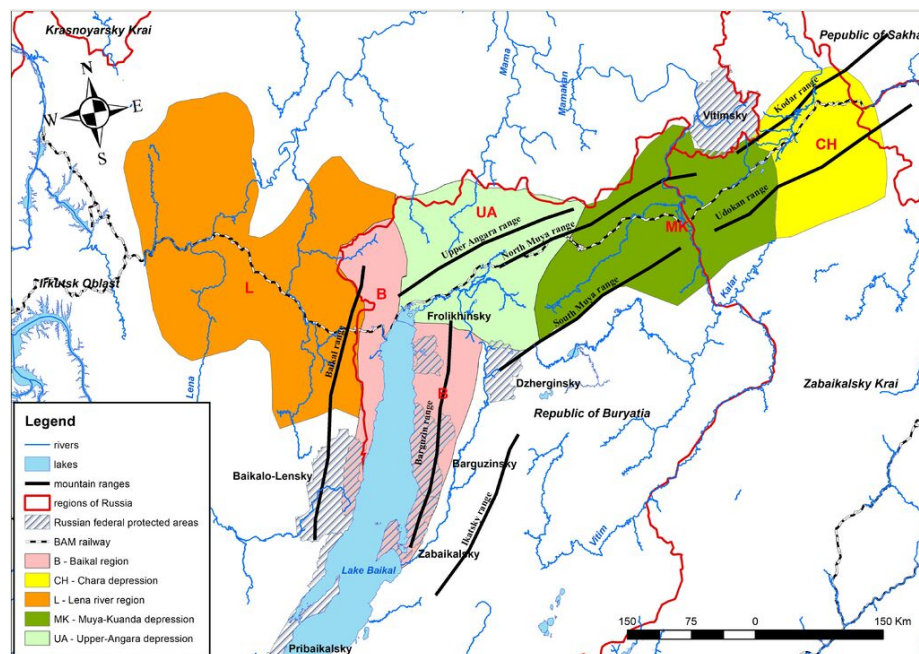 Krasnoyarsky Krai
Pepublic of Sakha
N
W
E
S
Mama
Mamakan
Vitimsky
Kodar range
CH
UA
Upper Angara range
North Muya range
MK
Udokan range
Irkutsk Oblast
L
B
South Muya range
Kalar
Frolikhinsky
Baikal range
Lena
Dzherginsky
B
Barguzin range
Zabaikalsky Krai
Republic of Buryatia
Baikalo-Lensky
Barguzinsky
Ikatsky range
Zabaikalsky
Vitim
Lake Baikal
Pribaikalsky
Legend
rivers
lakes
mountain ranges
regions of Russia
Russian federal protected areas
BAM railway
B - Baikal region
CH - Chara depression
L - Lena river region
MK - Muya-Kuanda depression
UA - Upper-Angara depression
150 75 0 150 Km